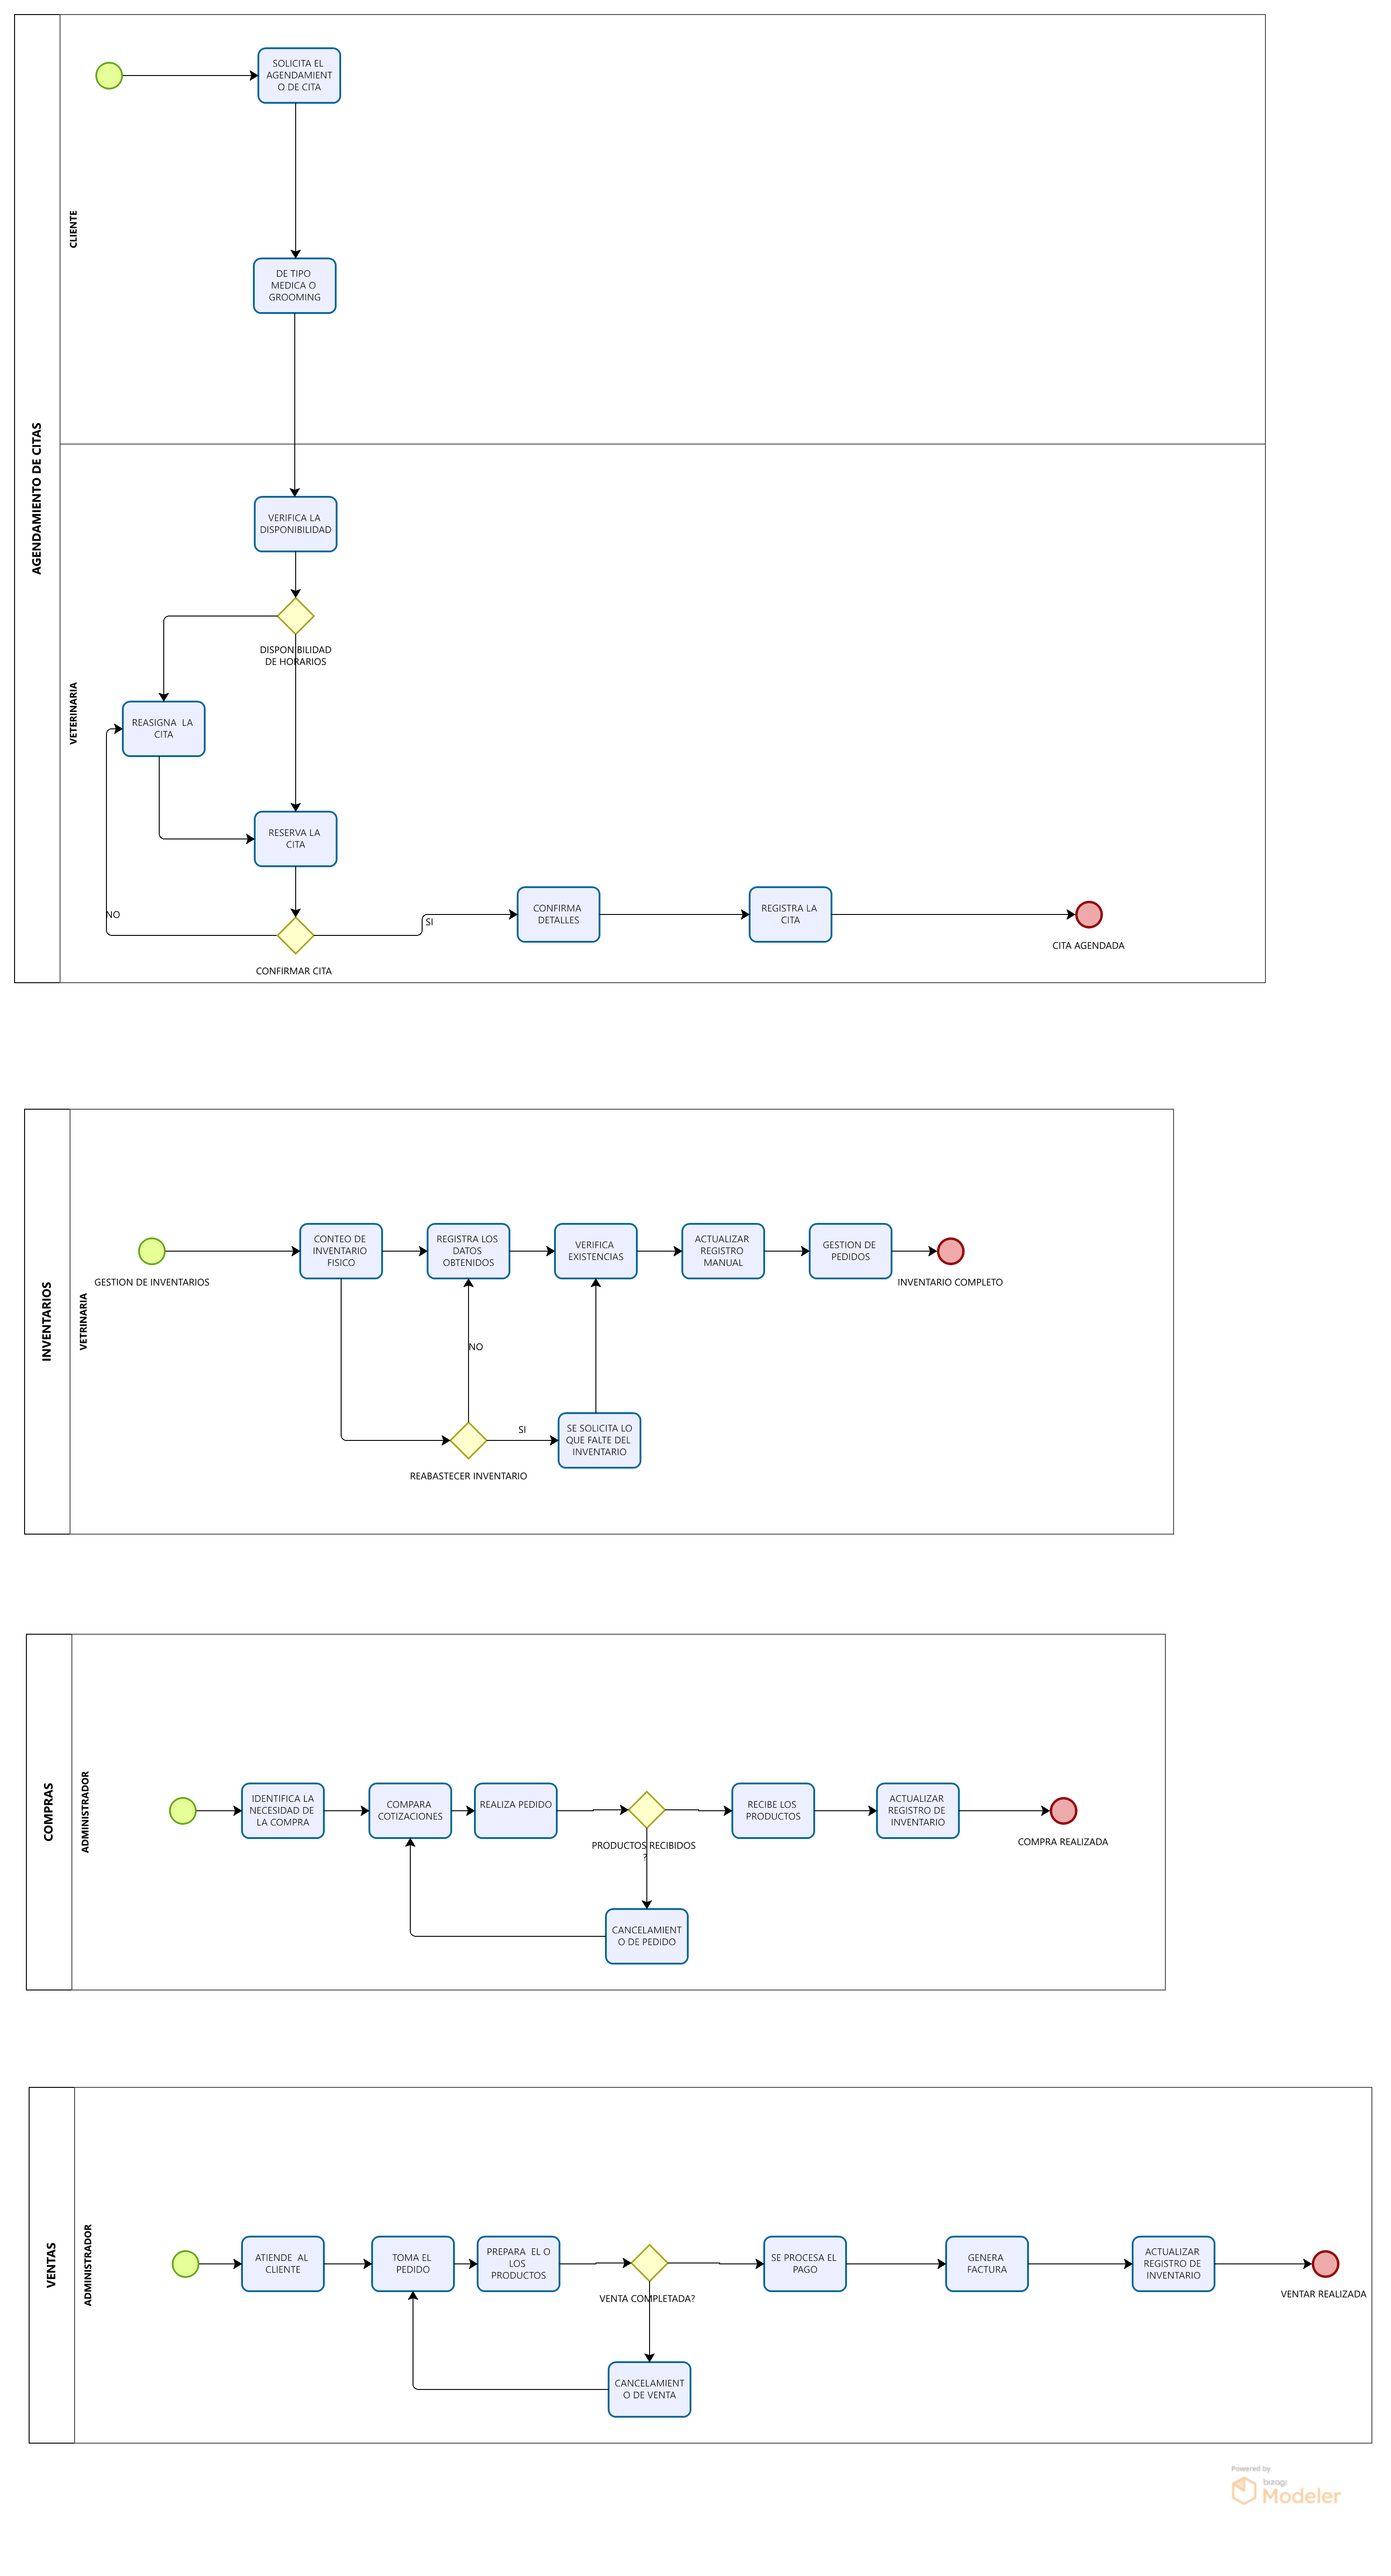 AGENDAMIENTO DE CITAS
CLIENTE
SOLICITA EL
AGENDAMIENT
O DE CITA
DE TIPO
MEDICA O
GROOMING
VETERINARIA
VERIFICA LA
DISPONIBILIDAD
DISPONIBILIDAD
DE HORARIOS
REASIGNA LA
CITA
RESERVA LA
CITA
NO
SI
CONFIRMAR CITA
CONFIRMA
DETALLES
REGISTRA LA
CITA
CITA AGENDADA
INVENTARIOS
VETRINARIA
GESTION DE INVENTARIOS
CONTEO DE
INVENTARIO
FISICO
REGISTRA LOS
DATOS
OBTENIDOS
VERIFICA
EXISTENCIAS
ACTUALIZAR
REGISTRO
MANUAL
GESTION DE
PEDIDOS
INVENTARIO COMPLETO
NO
SI
REABASTECER INVENTARIO
SE SOLICITA LO
QUE FALTE DEL
INVENTARIO
COMPRAS
ADMINISTRADOR
IDENTIFICA LA
NECESIDAD DE
LA COMPRA
COMPARA
COTIZACIONES
REALIZA PEDIDO
PRODUCTOS RECIBIDOS
?
RECIBE LOS
PRODUCTOS
ACTUALIZAR
REGISTRO DE
INVENTARIO
COMPRA REALIZADA
CANCELAMIENT
O DE PEDIDO
VENTAS
ADMINISTRADOR
ATIENDE AL
CLIENTE
TOMA EL
PEDIDO
PREPARA EL O
LOS
PRODUCTOS
VENTA COMPLETADA?
SE PROCESA EL
PAGO
GENERA
FACTURA
ACTUALIZAR
REGISTRO DE
INVENTARIO
VENTAR REALIZADA
CANCELAMIENT
O DE VENTA
Powered by
bizagi
Modeler